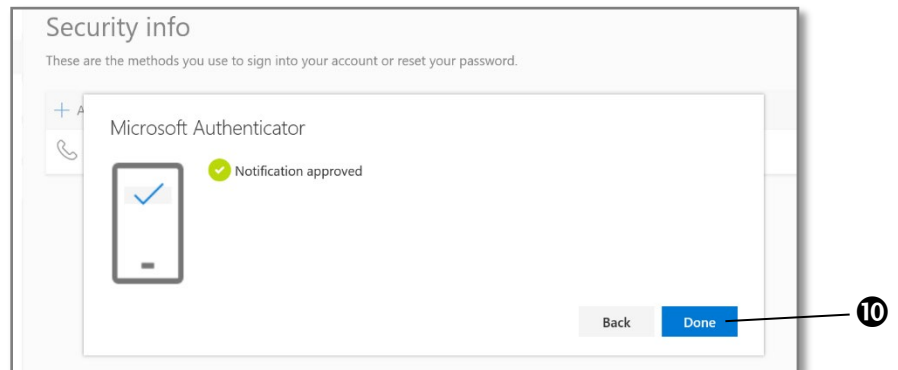 Security info
These are the methods you use to sign into your account or reset your password.
+ A
Microsoft Authenticator
Notification approved
Back Done
❿